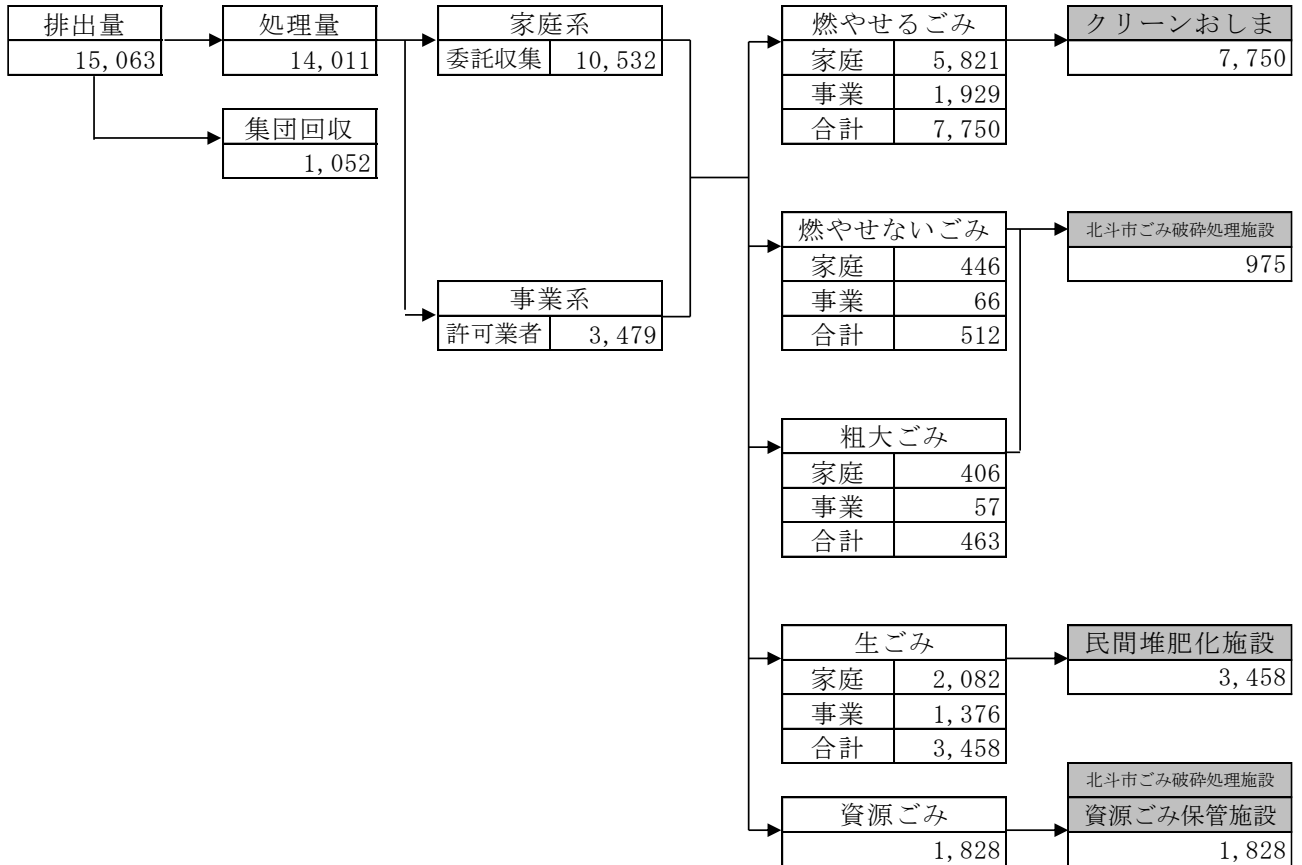 排出量
15,063
処理量
14,011
集団回収
1,052
家庭系
委託収集 10,532
事業系
許可業者 3,479
燃やせるごみ
家庭 5,821
事業 1,929
合計 7,750
クリーンおしま
7,750
燃やせないごみ
家庭 446
事業 66
合計 512
北斗市ごみ破砕処理施設
975
粗大ごみ
家庭 406
事業 57
合計 463
生ごみ
家庭 2,082
事業 1,376
合計 3,458
民間堆肥化施設
3,458
資源ごみ
1,828
北斗市ごみ破砕処理施設
資源ごみ保管施設
1,828